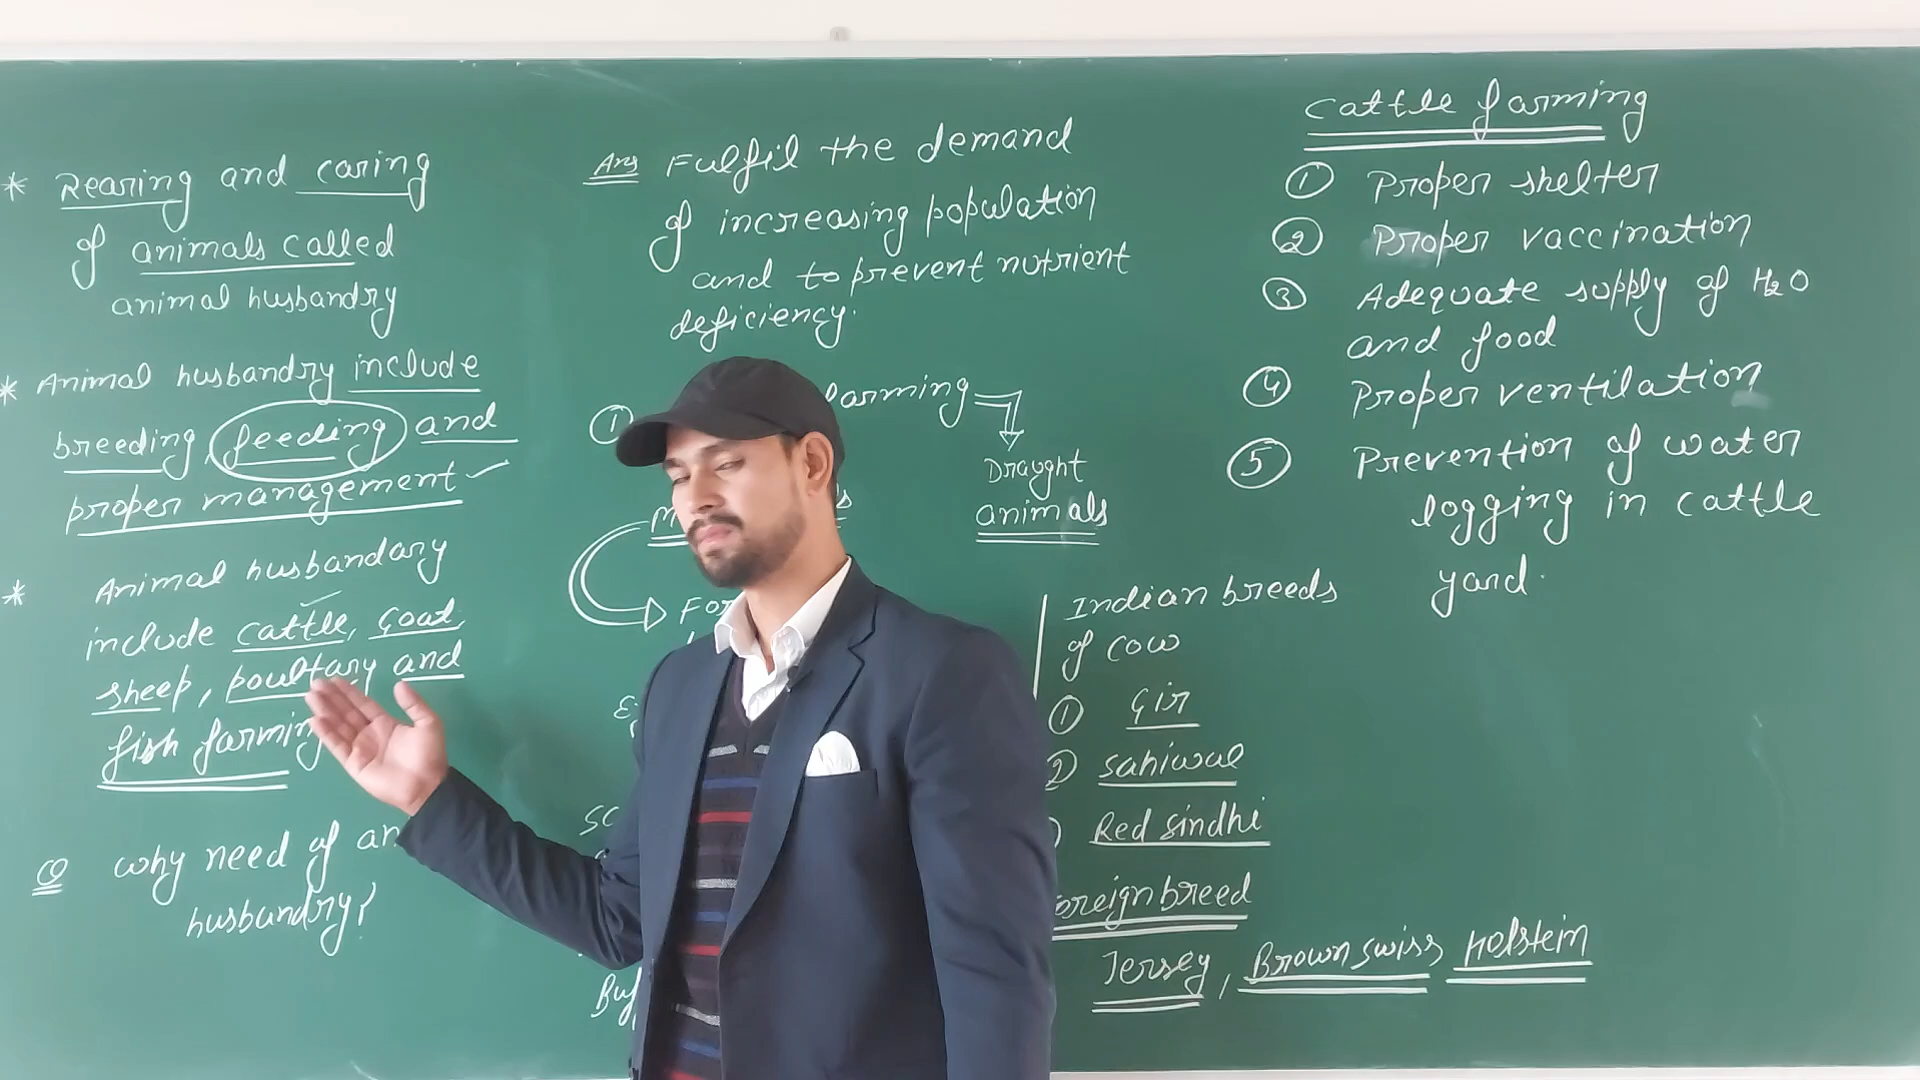 * Rearing and caring
of animals called
animal husbandry
* Animal husbandry include
breeding, feeding and
proper management
* Animal husbandary
include cattle, Goat,
sheep, poultary and
fish farming
Q why need of
husbandry?
Ans Fulfil the demand
of increasing population
and to prevent nutrient
deficiency.
① farming
Draught
animals
Indian breeds
of cow
① Gir
② Sahiwal
Red Sindhi
oreign breed
Jersey, Brown swiss Holstein
Cattle farming
① Proper shelter
② Proper vaccination
③ Adequate supply of H₂O
and food
④ Proper ventilation
⑤ Prevention of water
logging in cattle
yard.